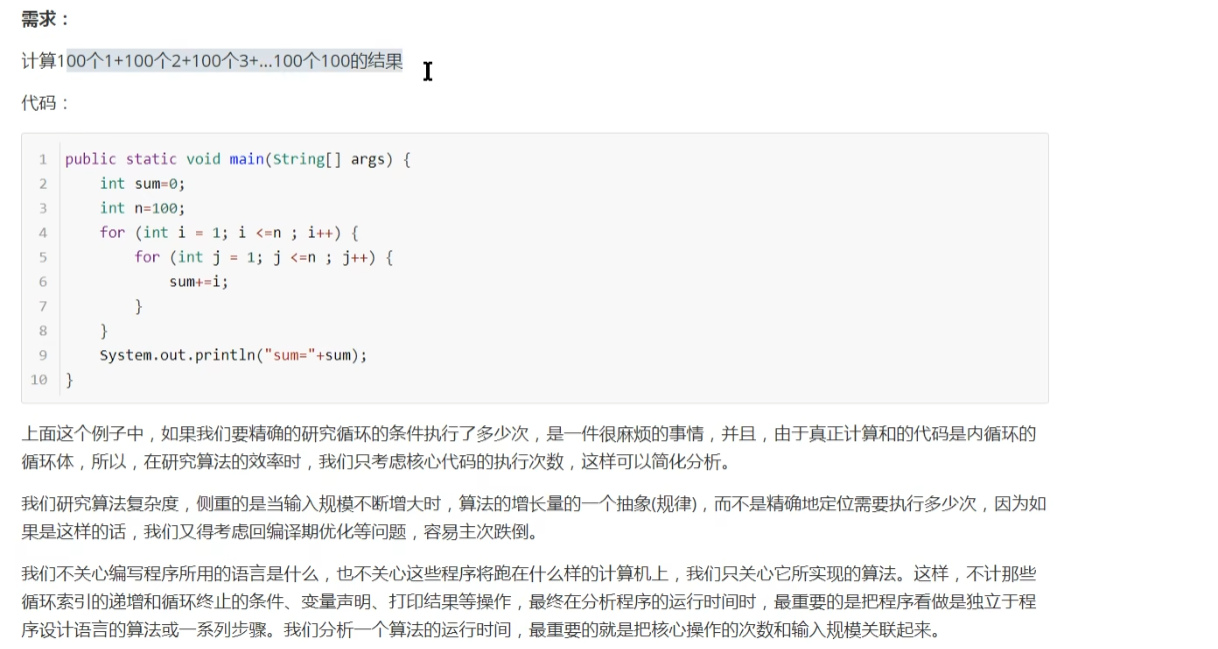 需求：
计算100个1+100个2+100个3+...100个100的结果
代码：
1 public static void main(String[] args) {
2 int sum=0;
3 int n=100;
4 for (int i = 1; i <=n ; i++) {
5 for (int j = 1; j <=n ; j++) {
6 sum+=i;
7 }
8 }
9 System.out.println("sum="+sum);
10 }
上面这个例子中，如果我们要精确的研究循环的条件执行了多少次，是一件很麻烦的事情，并且，由于真正计算和的代码是内循环的
循环体，所以，在研究算法的效率时，我们只考虑核心代码的执行次数，这样可以简化分析。
我们研究算法复杂度，侧重的是当输入规模不断增大时，算法的增长量的一个抽象(规律)，而不是精确地定位需要执行多少次，因为如
果是这样的话，我们又得考虑回编译期优化等问题，容易主次跌倒。
我们不关心编写程序所用的语言是什么，也不关心这些程序将跑在什么样的计算机上，我们只关心它所实现的算法。这样，不计那些
循环索引的递增和循环终止的条件、变量声明、打印结果等操作，最终在分析程序的运行时间时，最重要的是把程序看做是独立于程
序设计语言的算法或一系列步骤。我们分析一个算法的运行时间，最重要的就是把核心操作的次数和输入规模关联起来。